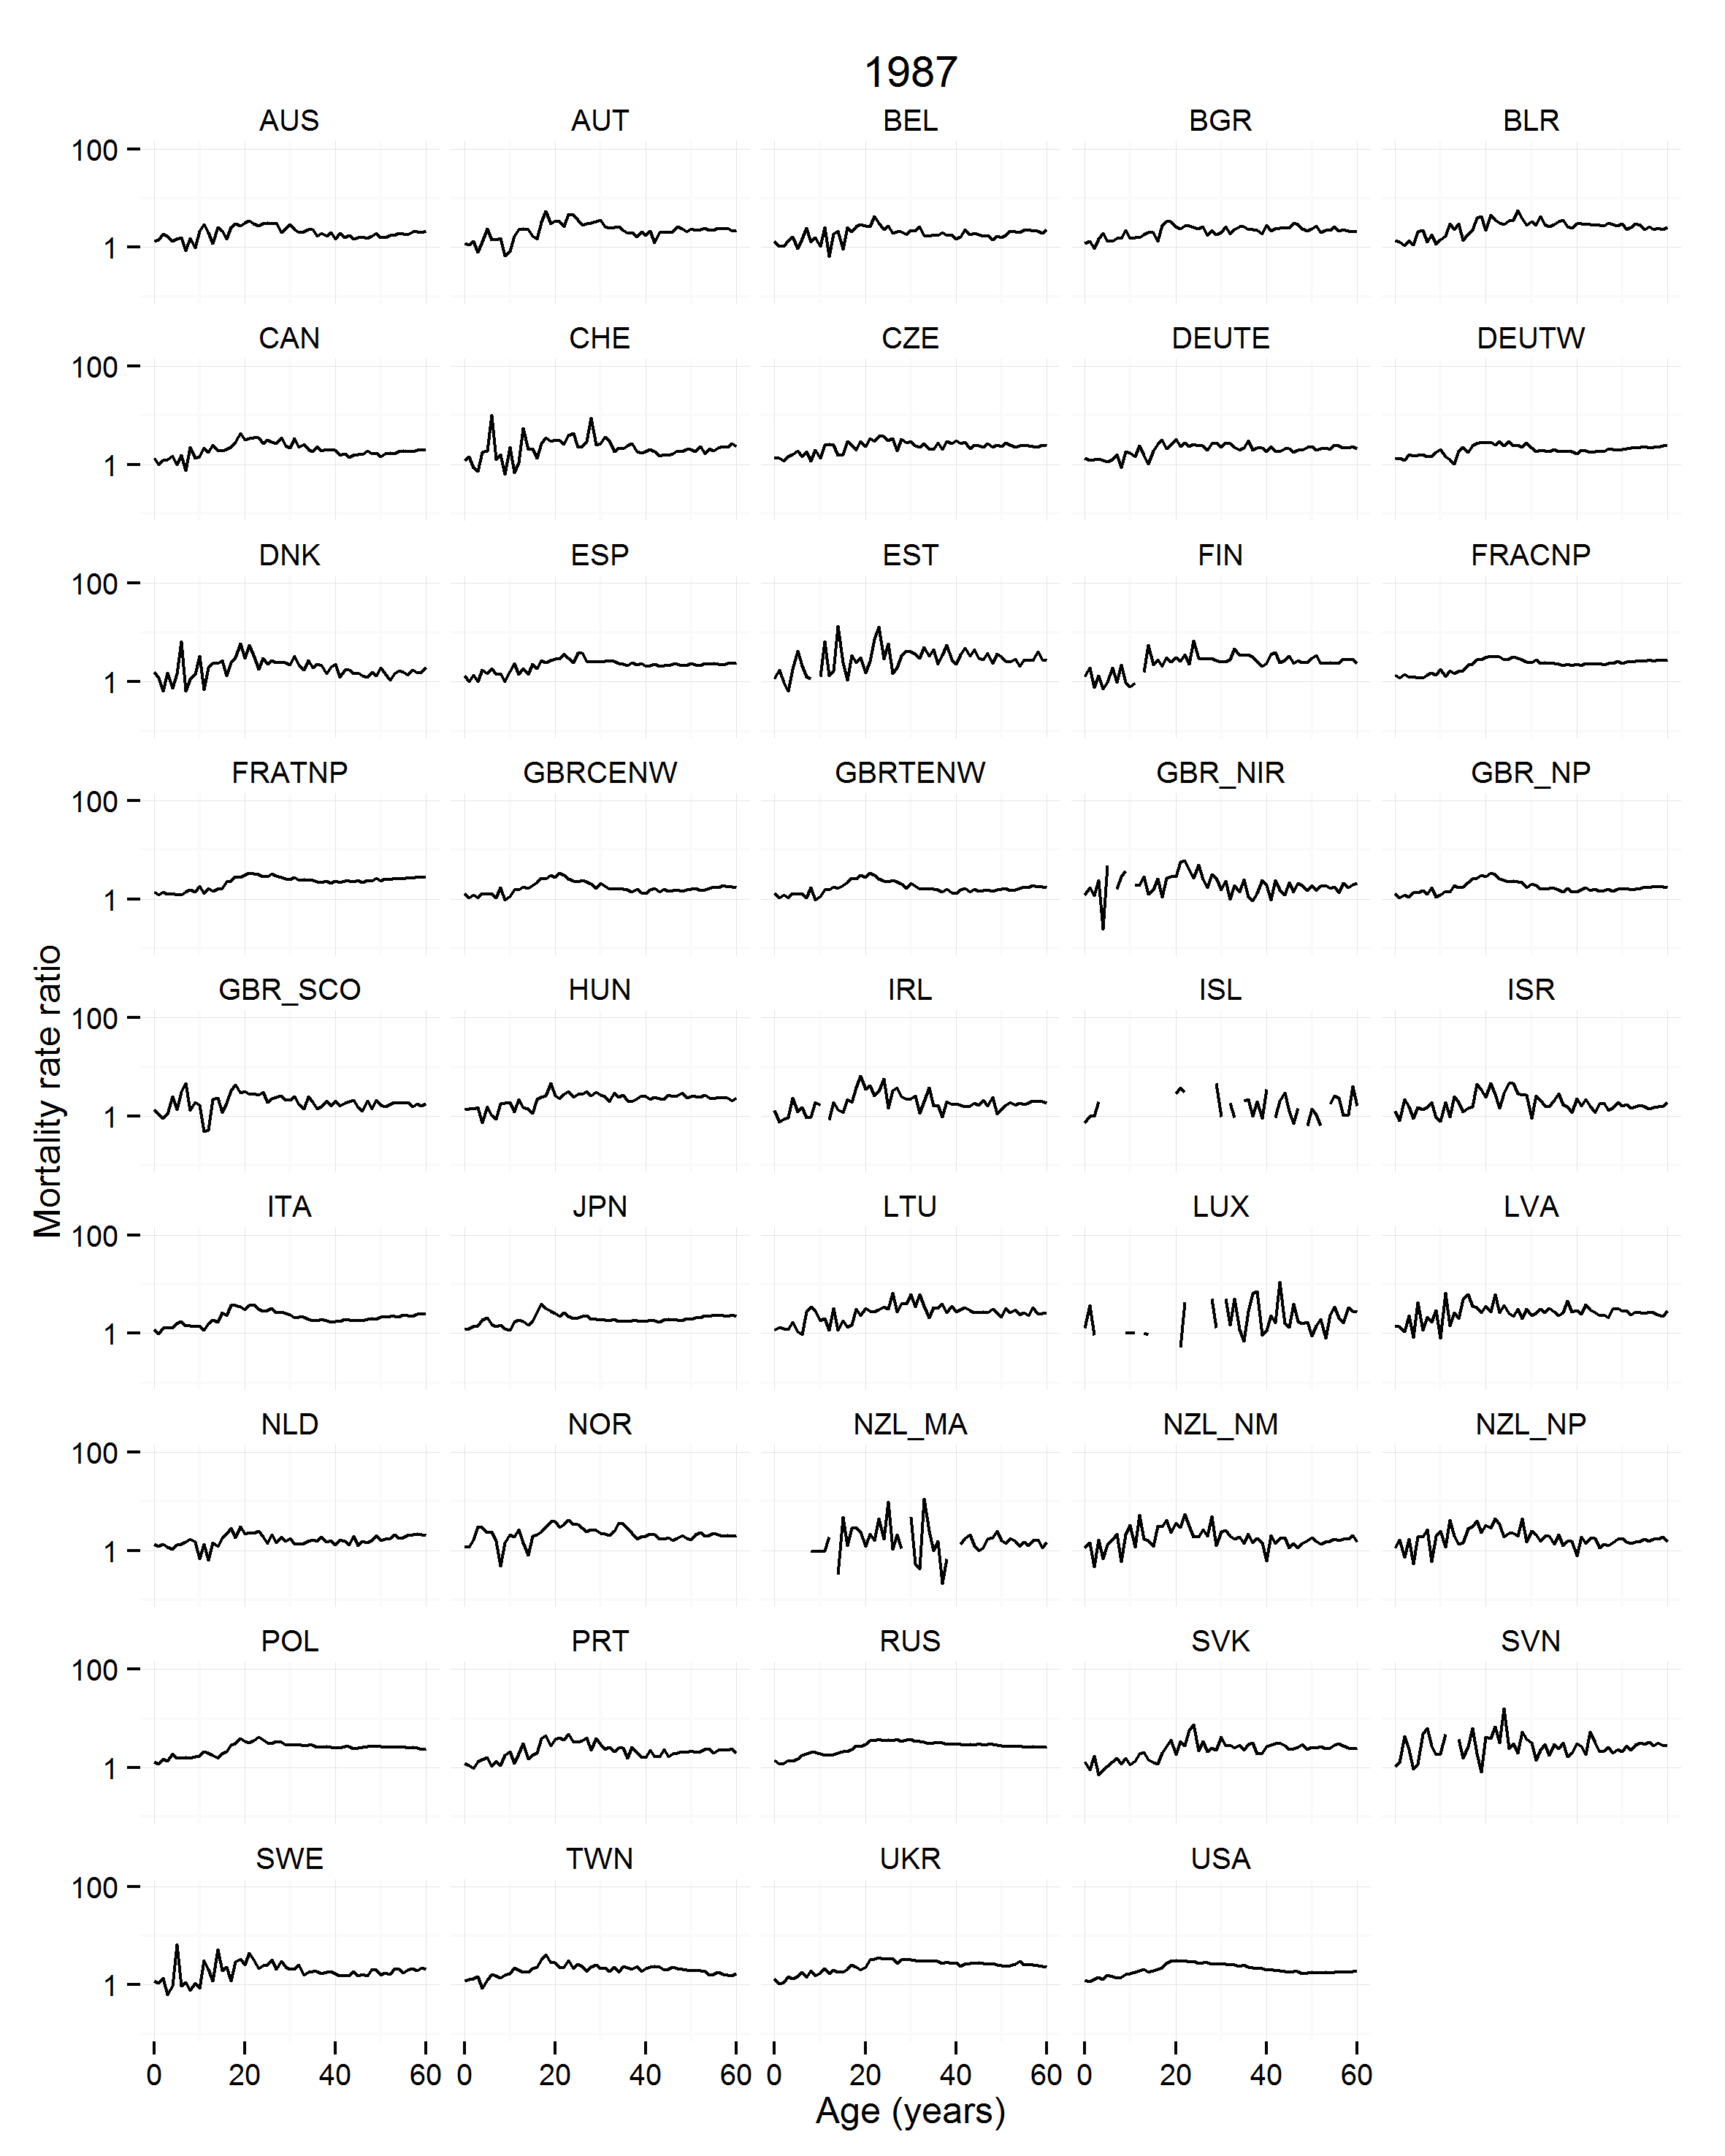 1987
AUS AUT BEL BGR BLR
100
1
CAN CHE CZE DEUTE DEUTW
100
1
DNK ESP EST FIN FRACNP
100
1
FRATNP GBRCENW GBRTENW GBR_NIR GBR_NP
100
1
Mortality rate ratio
GBR_SCO HUN IRL ISL ISR
100
1
ITA JPN LTU LUX LVA
100
1
NLD NOR NZL_MA NZL_NM NZL_NP
100
1
POL PRT RUS SVK SVN
100
1
SWE TWN UKR USA
100
1
0 20 40 60 0 20 40 60 0 20 40 60 0 20 40 60
Age (years)